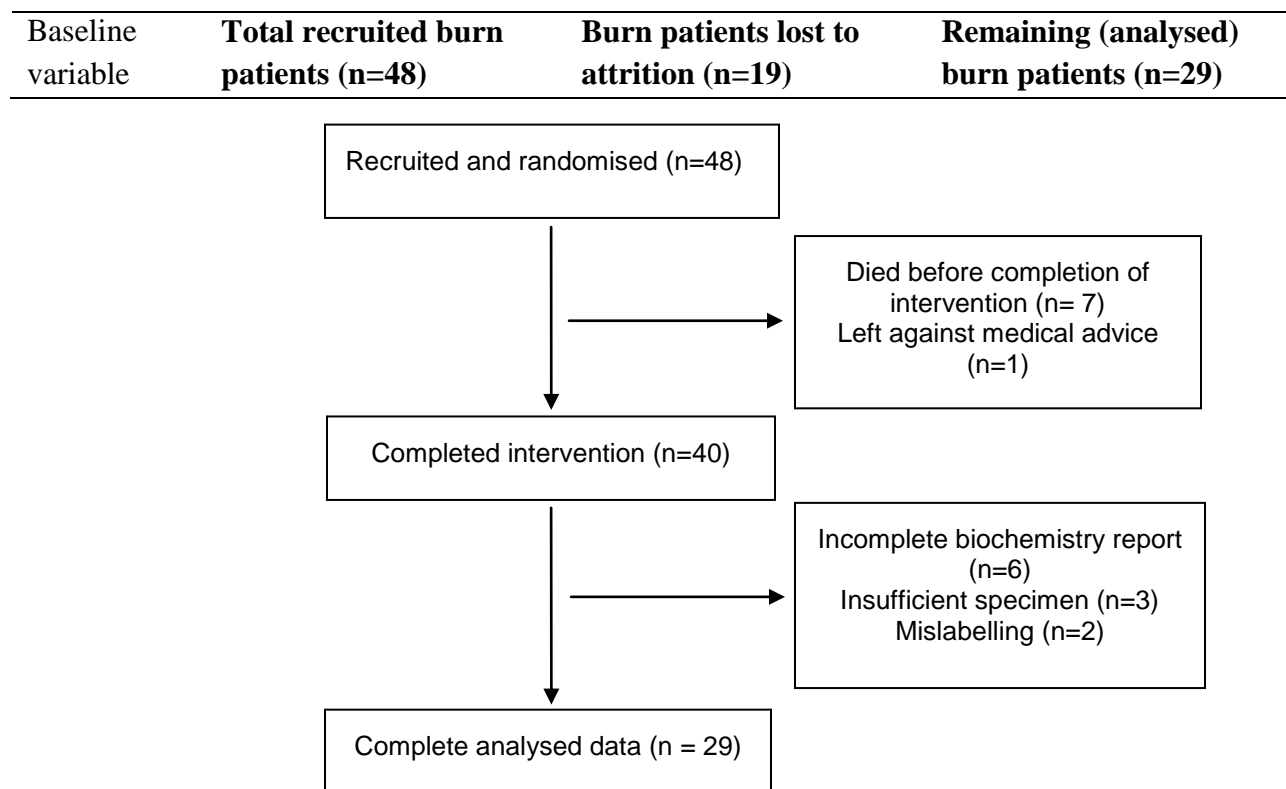 Baseline variable
Total recruited burn patients (n=48)
Burn patients lost to attrition (n=19)
Remaining (analysed) burn patients (n=29)
Recruited and randomised (n=48)
Died before completion of
intervention (n= 7)
Left against medical advice
(n=1)
Completed intervention (n=40)
Incomplete biochemistry report
(n=6)
Insufficient specimen (n=3)
Mislabelling (n=2)
Complete analysed data (n = 29)